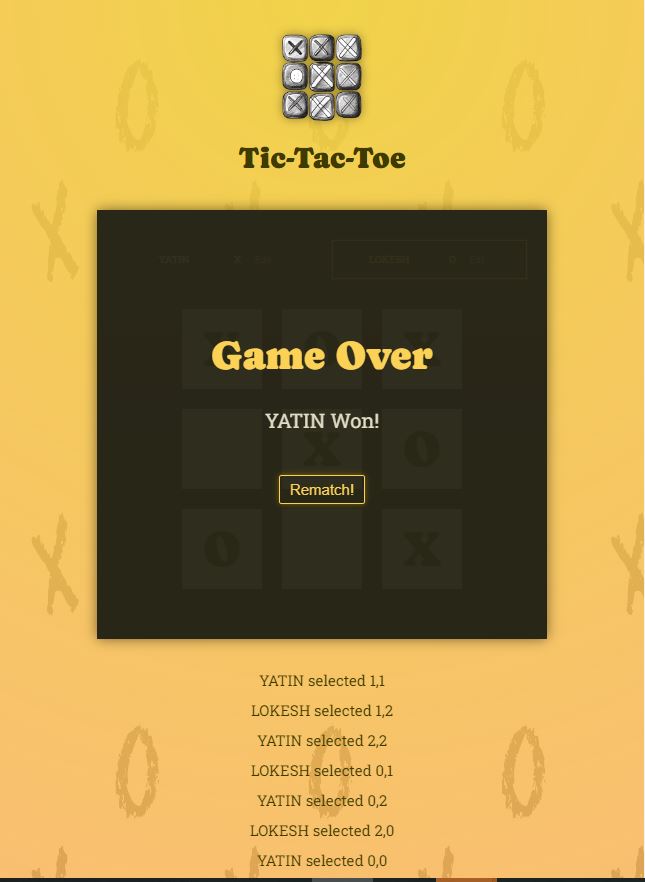 Tic-Tac-Toe
YATIN X Edit LOKESH O Edit
X O X
Game Over
YATIN Won!
X O
Rematch!
O X
YATIN selected 1,1
LOKESH selected 1,2
YATIN selected 2,2
LOKESH selected 0,1
YATIN selected 0,2
LOKESH selected 2,0
YATIN selected 0,0